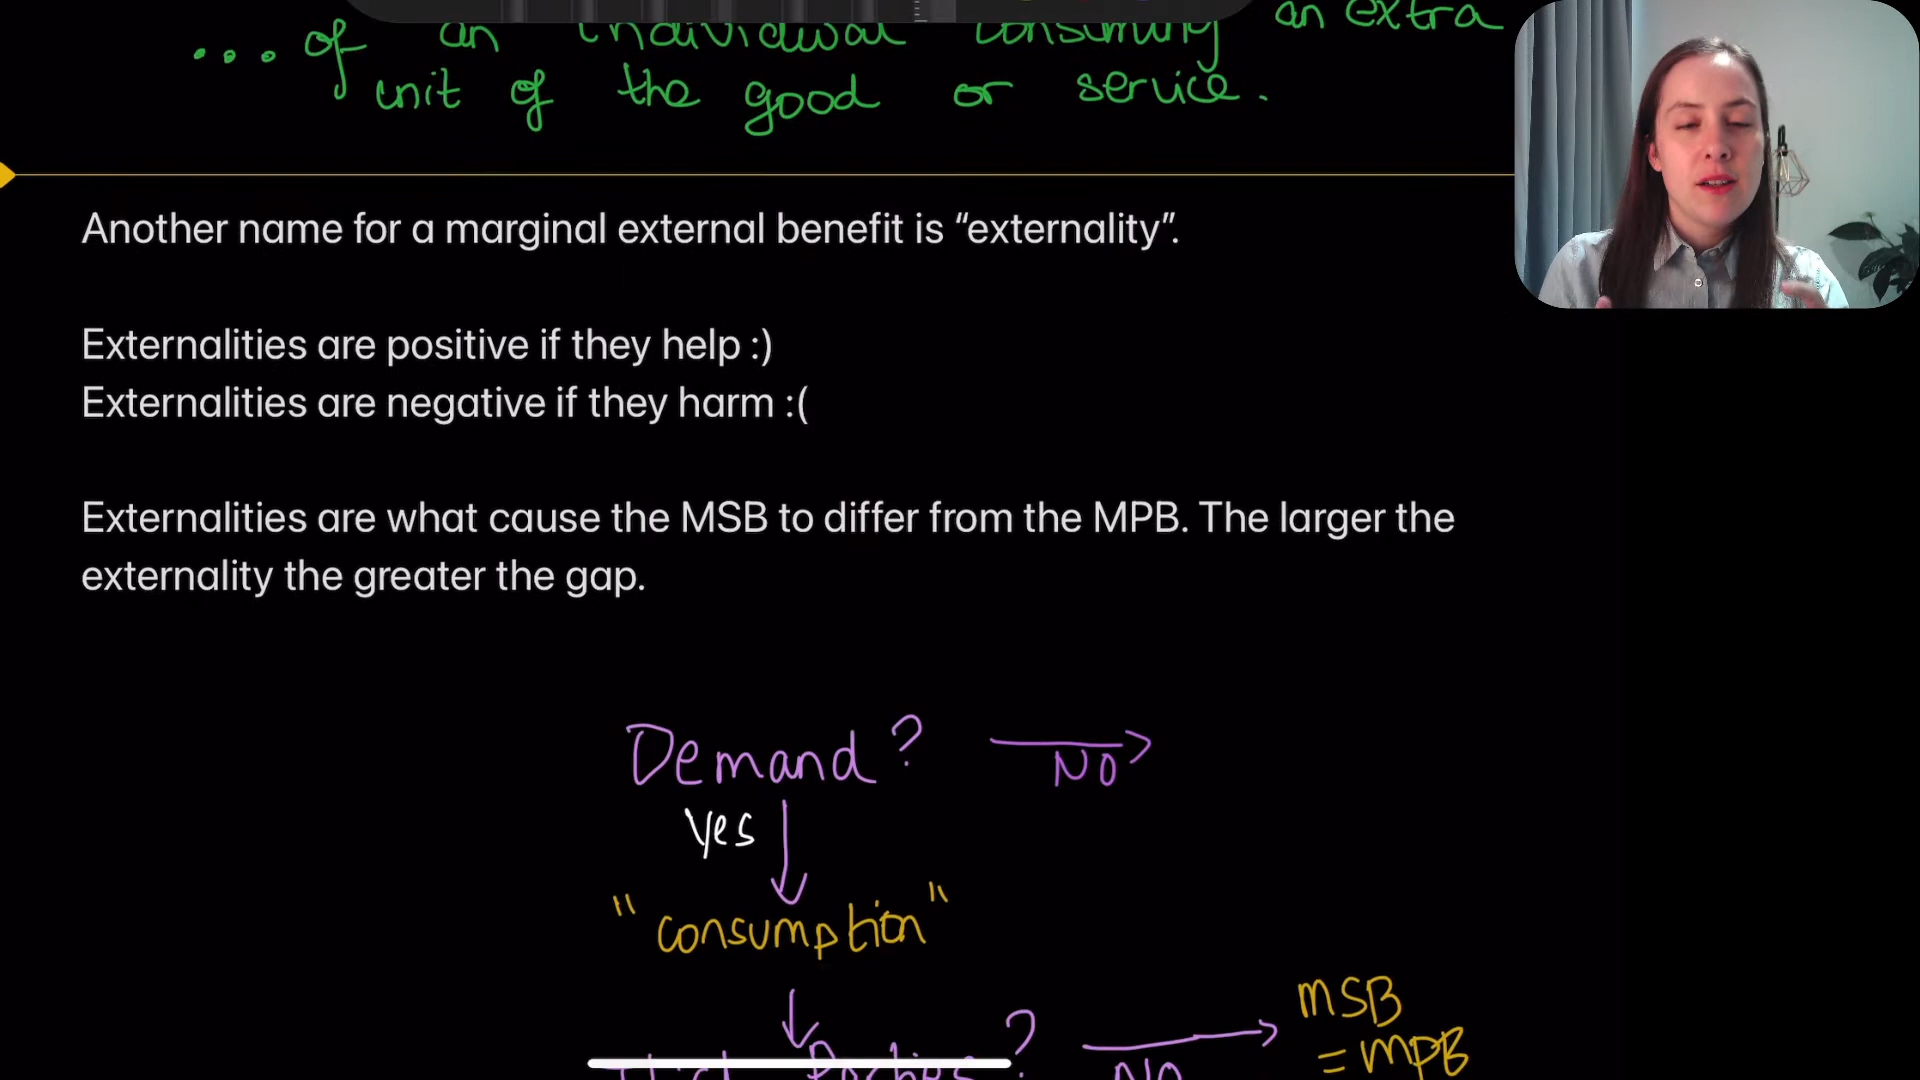 ... of an individual consuming an extra
unit of the good or service.
Another name for a marginal external benefit is “externality”.
Externalities are positive if they help :)
Externalities are negative if they harm :(
Externalities are what cause the MSB to differ from the MPB. The larger the
externality the greater the gap.
Demand? NO
Yes
"consumption"
MSB
= MPB
NO